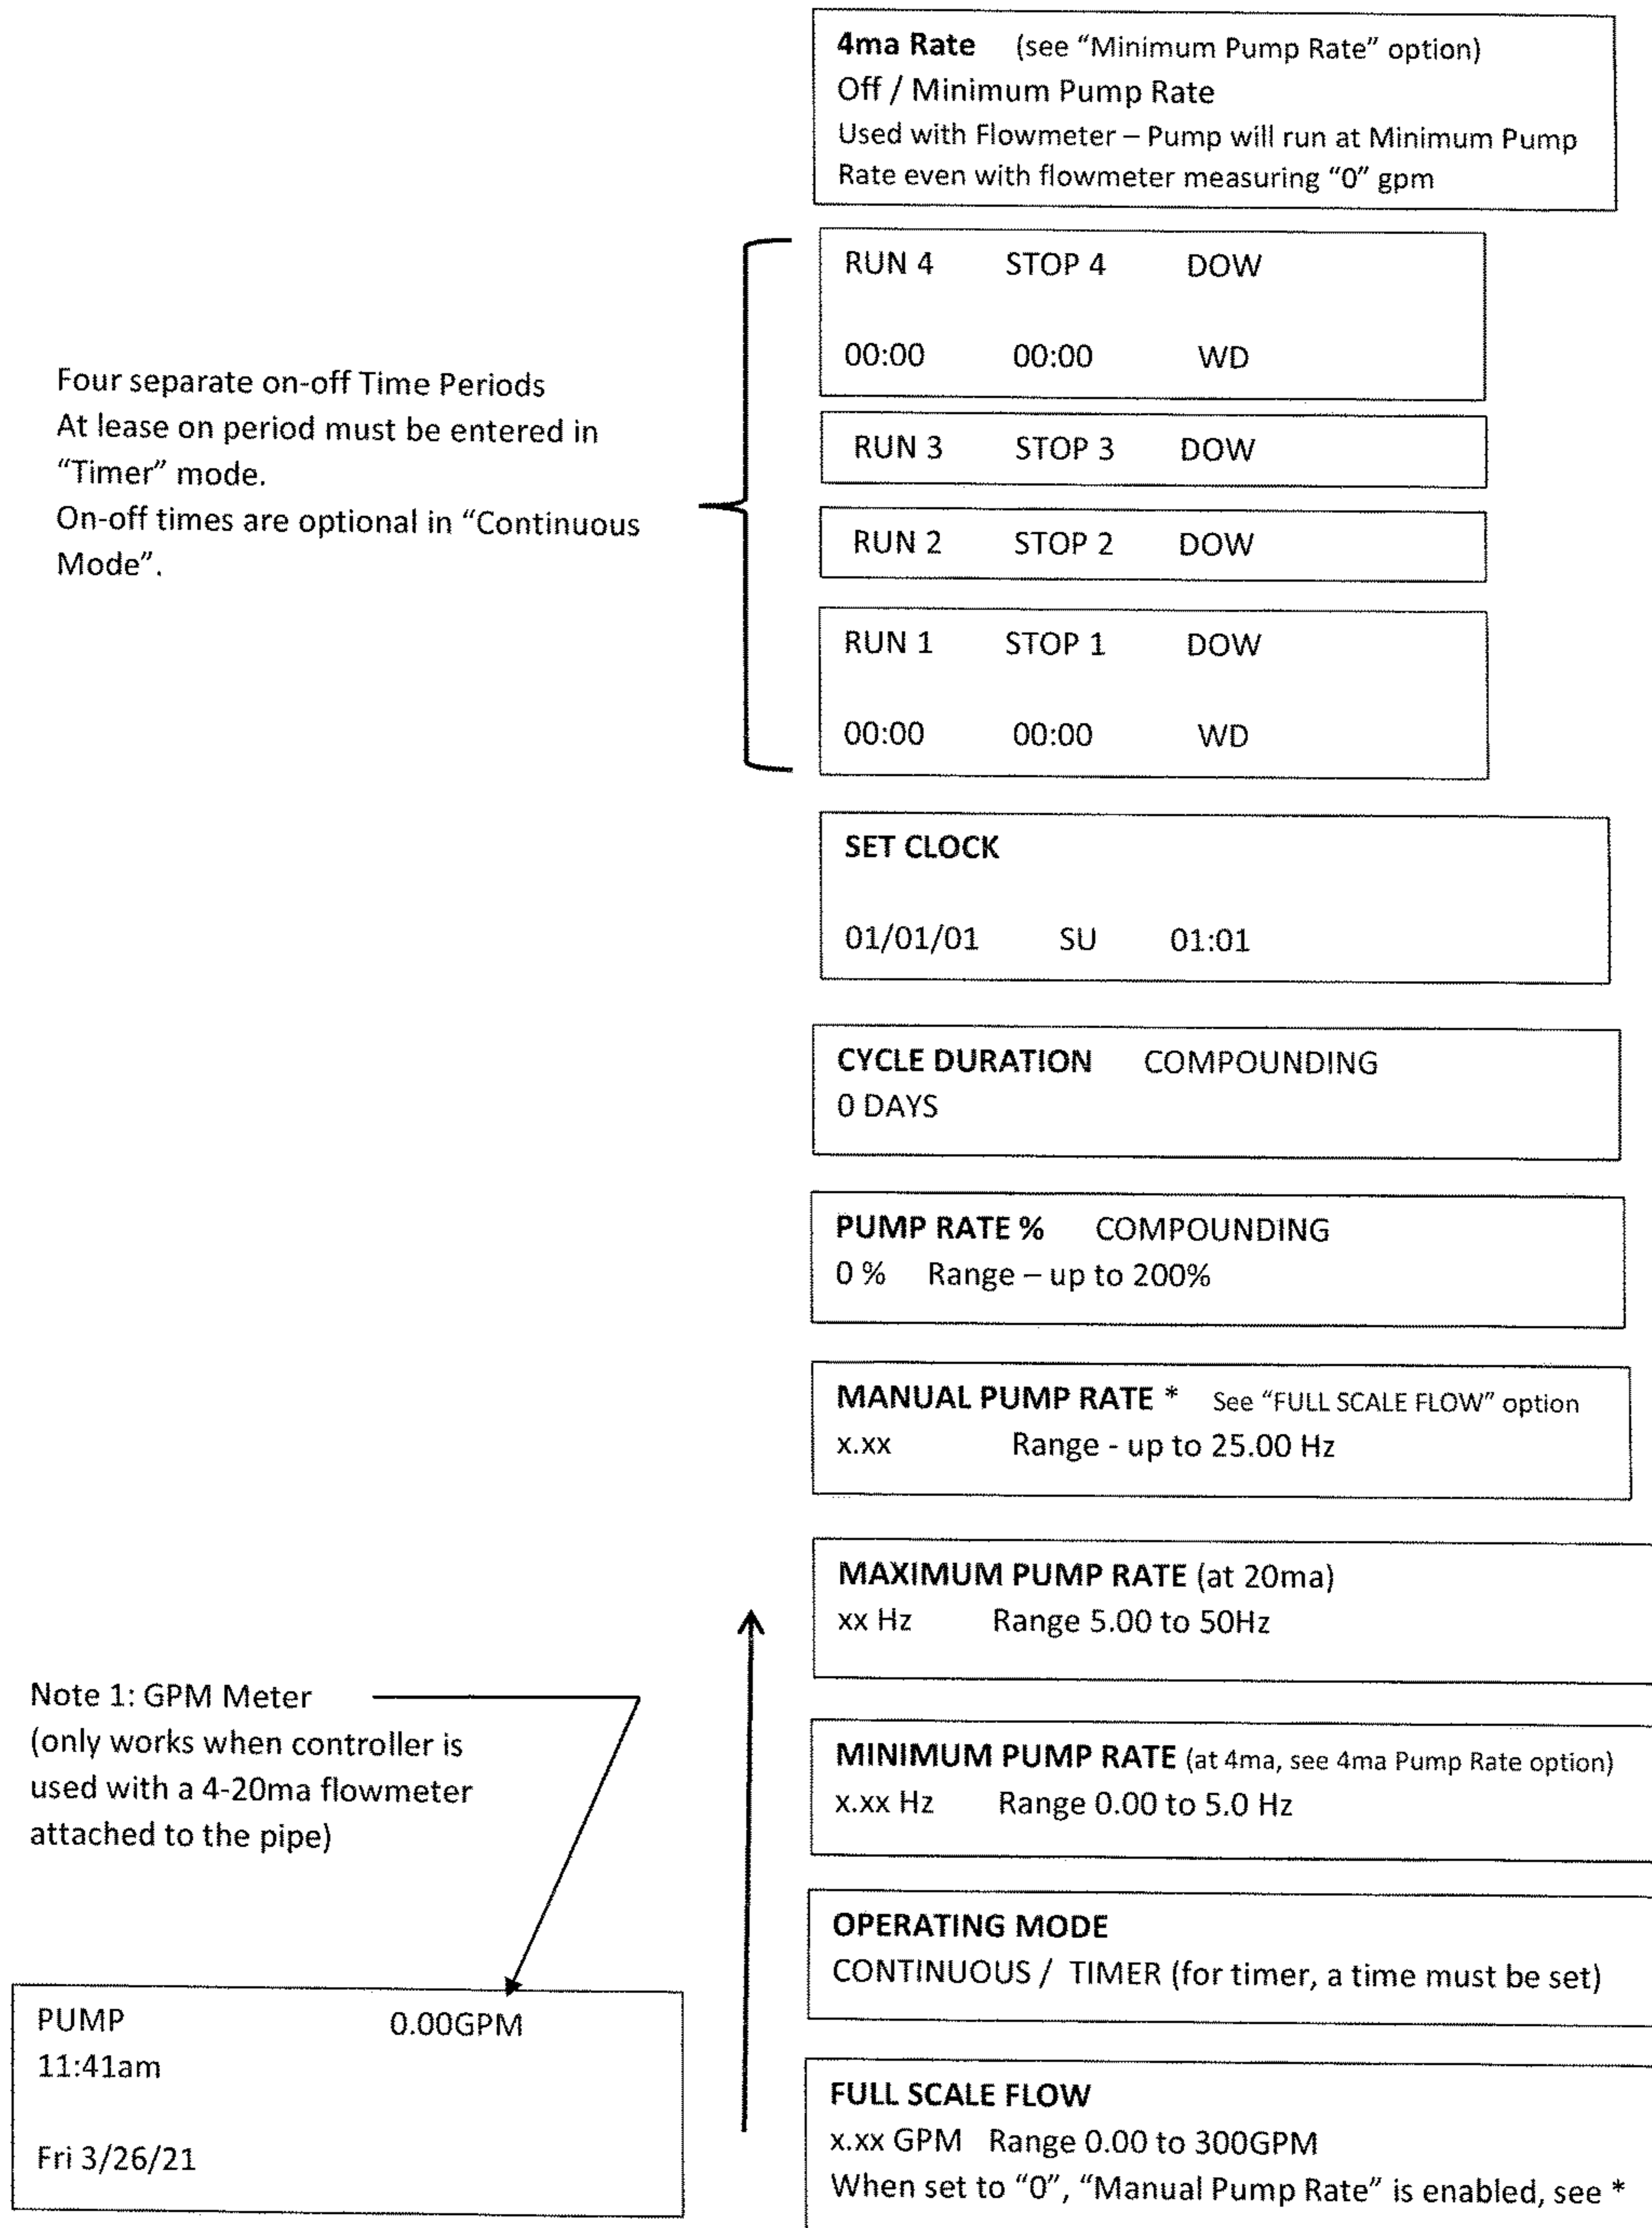 4ma Rate (see “Minimum Pump Rate” option)
Off / Minimum Pump Rate
Used with Flowmeter – Pump will run at Minimum Pump
Rate even with flowmeter measuring “0” gpm
RUN 4 STOP 4 DOW
00:00 00:00 WD
Four separate on-off Time Periods
At lease on period must be entered in
“Timer” mode.
On-off times are optional in “Continuous
Mode”.
RUN 3 STOP 3 DOW
RUN 2 STOP 2 DOW
RUN 1 STOP 1 DOW
00:00 00:00 WD
SET CLOCK
01/01/01 SU 01:01
CYCLE DURATION COMPOUNDING
0 DAYS
PUMP RATE % COMPOUNDING
0 % Range – up to 200%
MANUAL PUMP RATE * See “FULL SCALE FLOW” option
x.xx Range - up to 25.00 Hz
MAXIMUM PUMP RATE (at 20ma)
xx Hz Range 5.00 to 50Hz
Note 1: GPM Meter
(only works when controller is
used with a 4-20ma flowmeter
attached to the pipe)
MINIMUM PUMP RATE (at 4ma, see 4ma Pump Rate option)
x.xx Hz Range 0.00 to 5.0 Hz
OPERATING MODE
CONTINUOUS / TIMER (for timer, a time must be set)
PUMP 0.00GPM
11:41am
Fri 3/26/21
FULL SCALE FLOW
x.xx GPM Range 0.00 to 300GPM
When set to “0”, “Manual Pump Rate” is enabled, see *